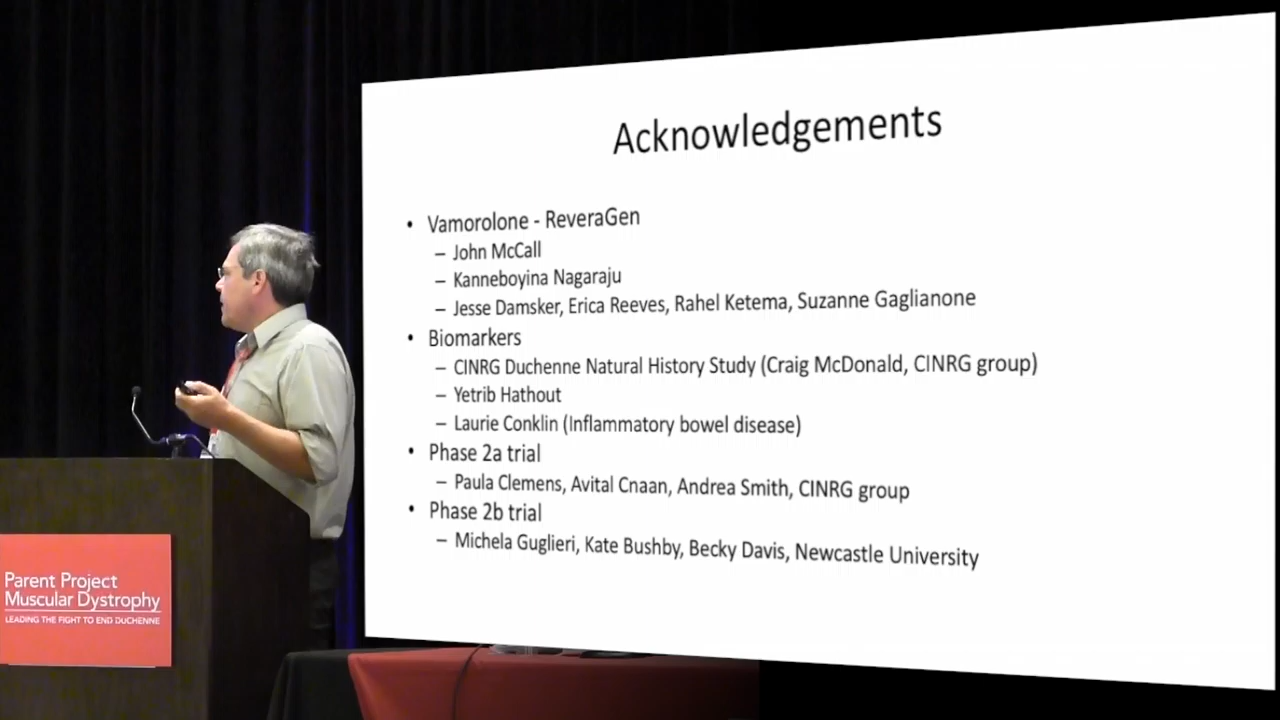 Acknowledgements
• Vamorolone - ReveraGen
– John McCall
– Kanneboyina Nagaraju
– Jesse Damsker, Erica Reeves, Rahel Ketema, Suzanne Gaglianone
• Biomarkers
– CINRG Duchenne Natural History Study (Craig McDonald, CINRG group)
– Yetrib Hathout
– Laurie Conklin (Inflammatory bowel disease)
• Phase 2a trial
– Paula Clemens, Avital Cnaan, Andrea Smith, CINRG group
• Phase 2b trial
– Michela Guglieri, Kate Bushby, Becky Davis, Newcastle University
Parent Project
Muscular Dystrophy
LEADING THE FIGHT TO END DUCHENNE